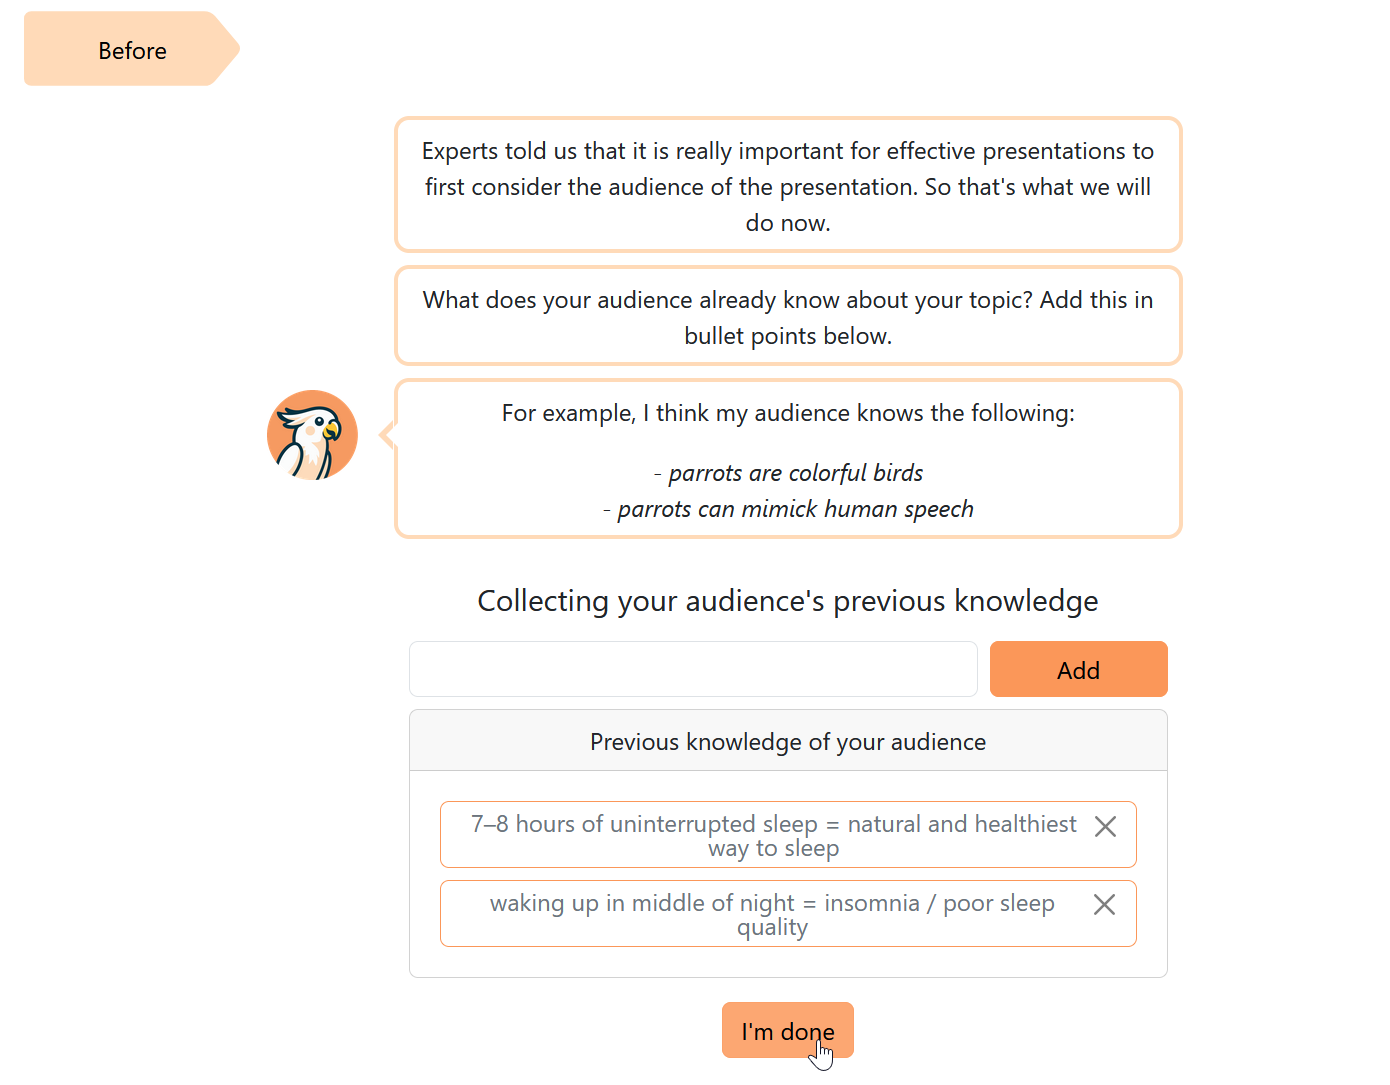 Before
Experts told us that it is really important for effective presentations to
first consider the audience of the presentation. So that's what we will
do now.
What does your audience already know about your topic? Add this in
bullet points below.
For example, I think my audience knows the following:
- parrots are colorful birds
- parrots can mimick human speech
Collecting your audience's previous knowledge
Add
Previous knowledge of your audience
7–8 hours of uninterrupted sleep = natural and healthiest
way to sleep
waking up in middle of night = insomnia / poor sleep
quality
I'm done